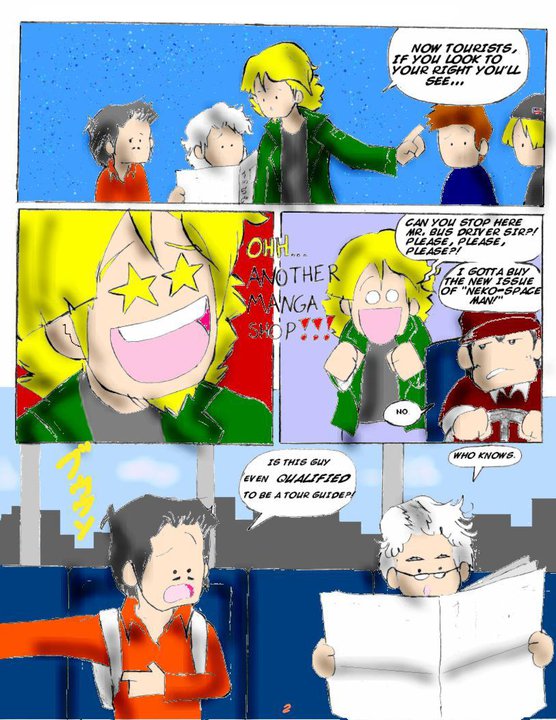 NOW TOURISTS,
IF YOU LOOK TO
YOUR RIGHT YOU'LL
SEE...
OHH...
ANOTHER
MANGA
SHOP!!!
CAN YOU STOP HERE
MR. BUS DRIVER SIR?!
PLEASE, PLEASE,
PLEASE?!
I GOTTA BUY
THE NEW ISSUE
OF "NEKO-SPACE
MAN!"
NO
IS THIS GUY
EVEN QUALIFIED
TO BE A TOUR GUIDE?!
WHO KNOWS.
2